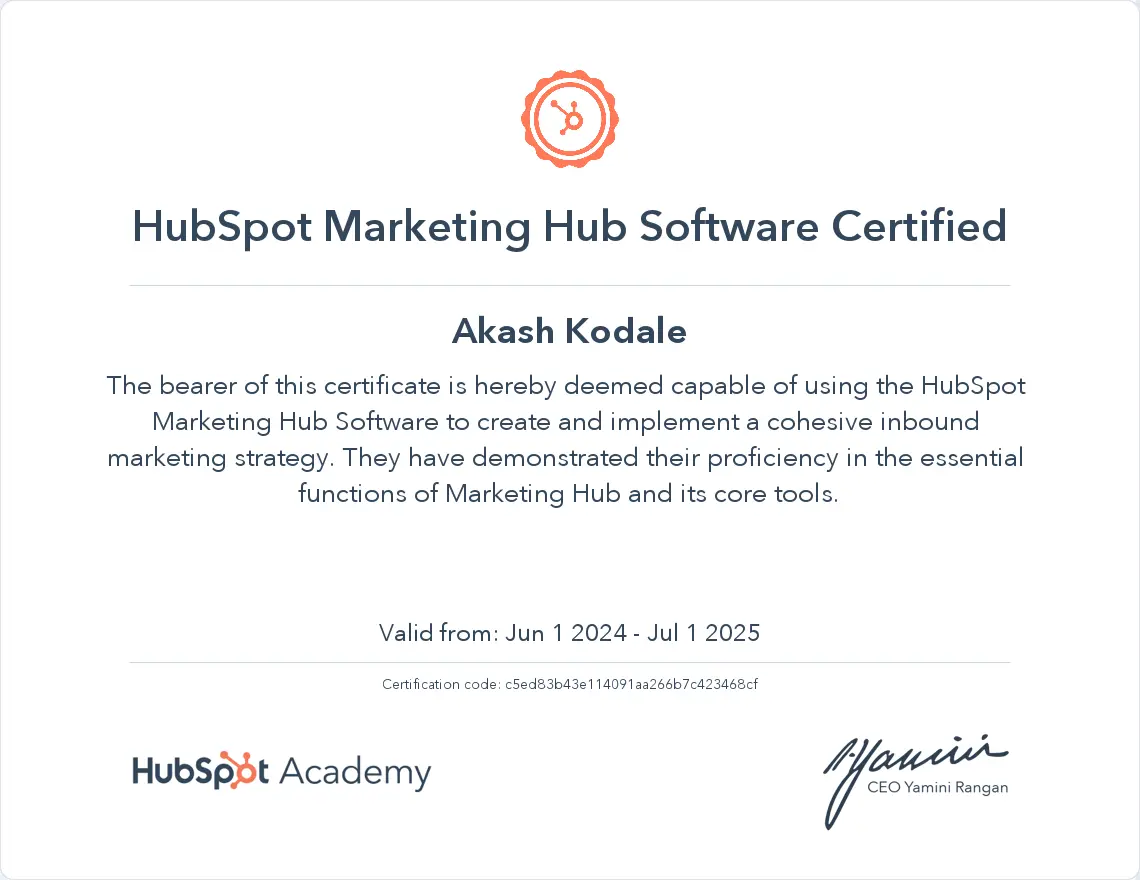 HubSpot Marketing Hub Software Certified
Akash Kodale
The bearer of this certificate is hereby deemed capable of using the HubSpot
Marketing Hub Software to create and implement a cohesive inbound
marketing strategy. They have demonstrated their proficiency in the essential
functions of Marketing Hub and its core tools.
Valid from: Jun 1 2024 - Jul 1 2025
Certification code: c5ed83b43e114091aa266b7c423468cf
HubSpot Academy
CEO Yamini Rangan